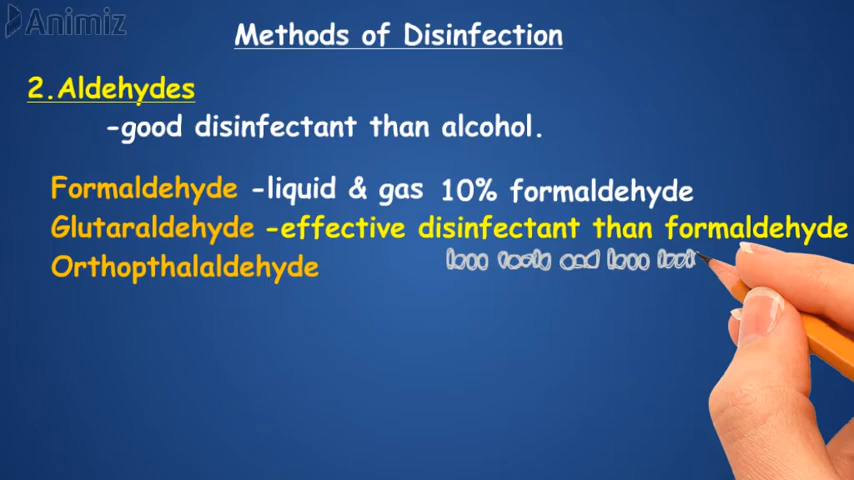 Animiz
Methods of Disinfection
2.Aldehydes
-good disinfectant than alcohol.
Formaldehyde -liquid & gas 10% formaldehyde
Glutaraldehyde -effective disinfectant than formaldehyde
Orthopthalaldehyde